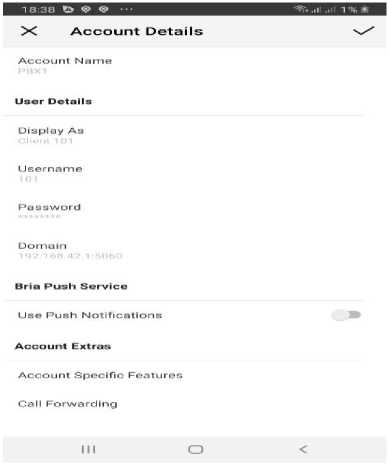 18:38 ... 1%
Account Details
Account Name
PBX1
User Details
Display As
Client 101
Username
101
Password
********
Domain
192.168.42.1:5060
Bria Push Service
Use Push Notifications
Account Extras
Account Specific Features
Call Forwarding